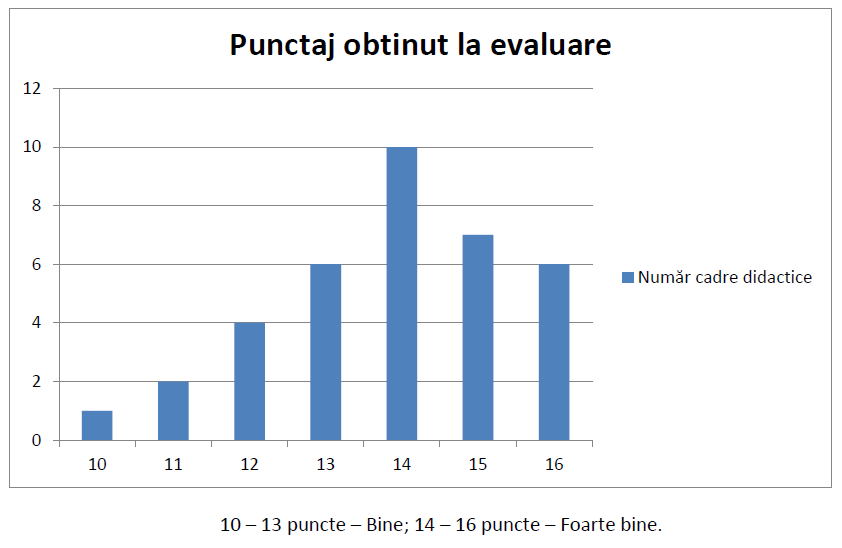 Punctaj obtinut la evaluare
12
10
8
6
4
2
0
10 11 12 13 14 15 16
Număr cadre didactice
10 – 13 puncte – Bine; 14 – 16 puncte – Foarte bine.